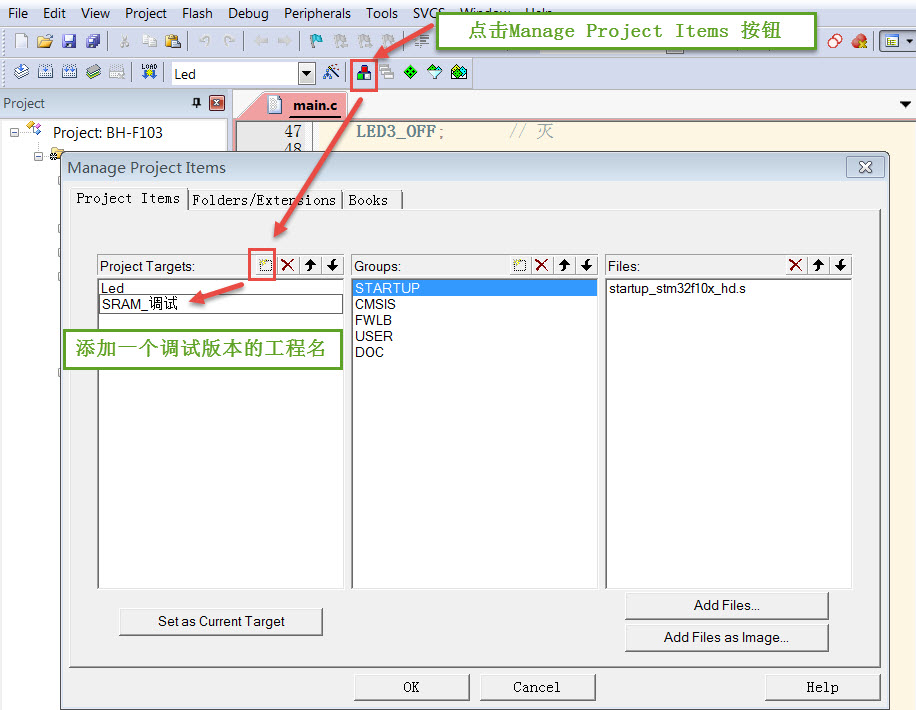 File Edit View Project Flash Debug Peripherals Tools SVCS Window Help
点击Manage Project Items 按钮
LOAD
Led
Project
main.c
Project: BH-F103
47 LED3_OFF; // 灭
48
Manage Project Items
Project Items Folders/Extensions Books
Project Targets: Groups: Files:
Led STARTUP startup_stm32f10x_hd.s
SRAM_调试 CMSIS
FWLB
USER
DOC
添加一个调试版本的工程名
Set as Current Target
Add Files...
Add Files as Image...
OK Cancel Help